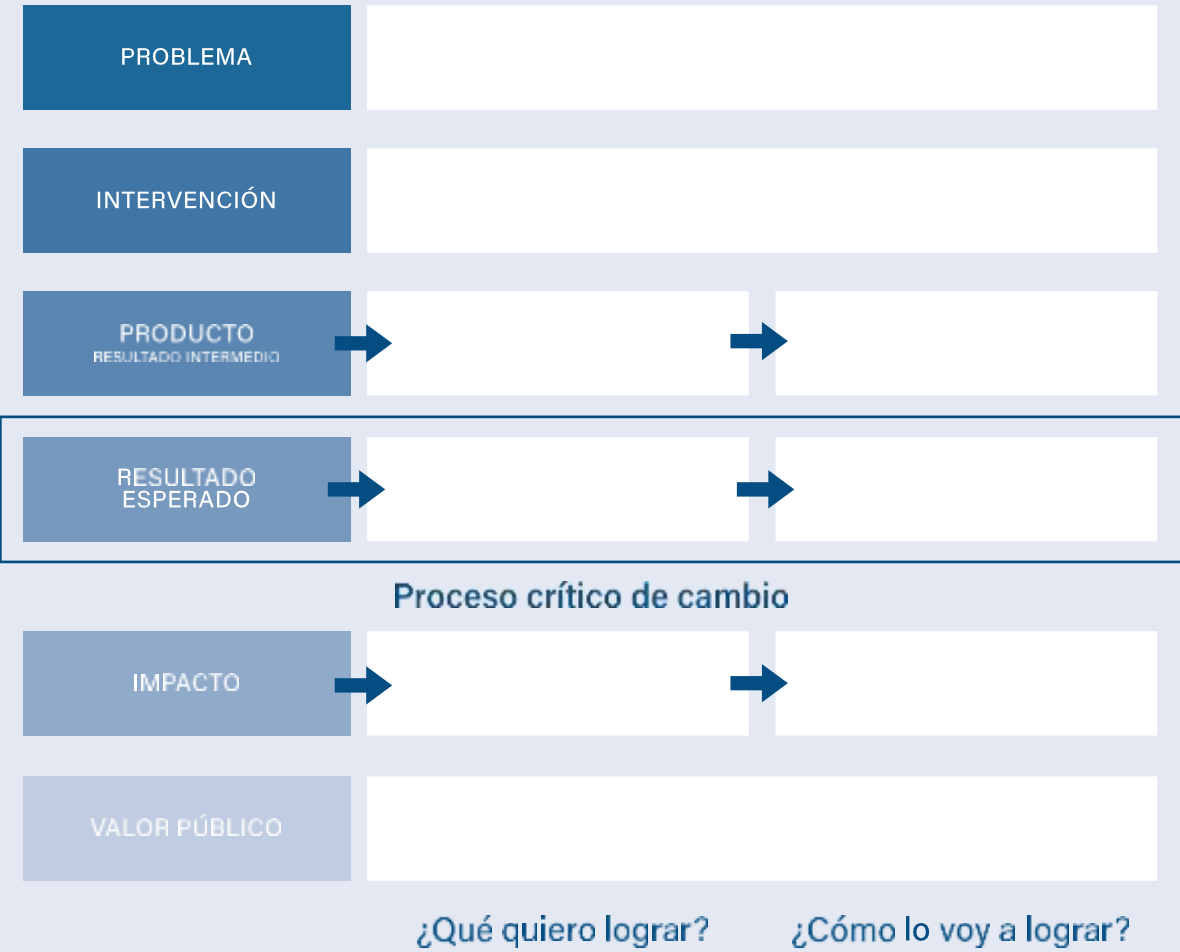 PROBLEMA
INTERVENCIÓN
PRODUCTO
RESULTADO INTERMEDIO
RESULTADO
ESPERADO
Proceso crítico de cambio
IMPACTO
VALOR PÚBLICO
¿Qué quiero lograr? ¿Cómo lo voy a lograr?